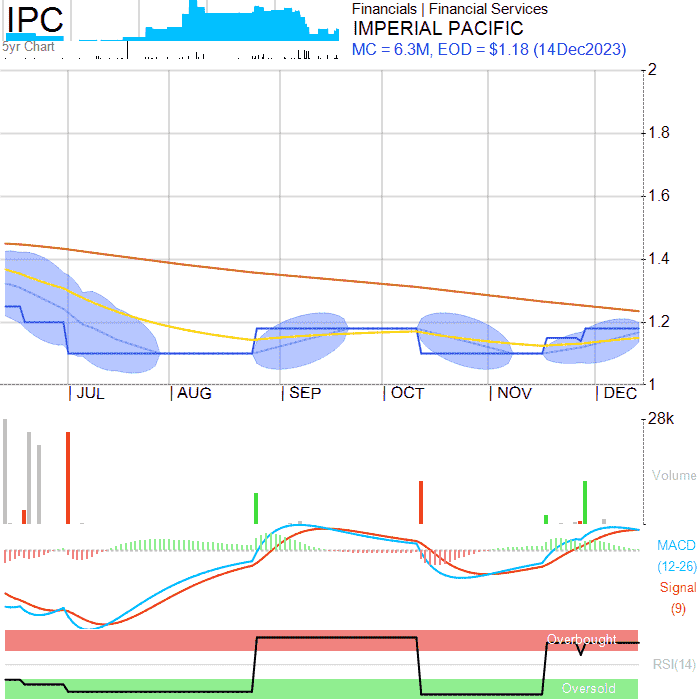 IPC
5yr Chart
Financials | Financial Services
IMPERIAL PACIFIC
MC = 6.3M, EOD = $1.18 (14Dec2023)
2
1.8
1.6
1.4
1.2
1
JUL AUG SEP OCT NOV DEC
28k
Volume
MACD
(12-26)
Signal
(9)
Overbought
RSI(14)
Oversold